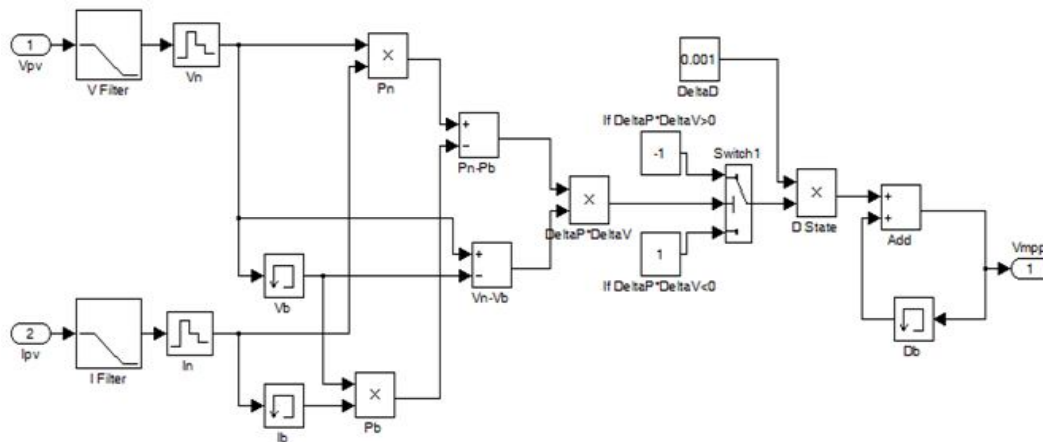 1
Vpv
V Filter
Vn
×
Pn
0.001
DeltaD
+
−
Pn-Pb
If DeltaP*DeltaV>0
-1
Switch1
×
DeltaP*DeltaV
×
D State
+
+
Add
Vmpp
1
+
−
Vn-Vb
1
If DeltaP*DeltaV<0
Vb
2
Ipv
I Filter
In
Ib
×
Pb
Db